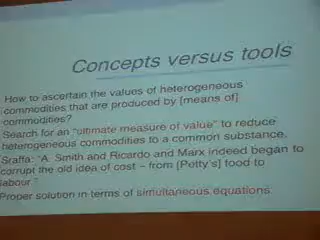 Concepts versus tools
How to ascertain the values of heterogeneous
commodities that are produced by [means of]
commodities?
Search for an “ultimate measure of value” to reduce
heterogeneous commodities to a common substance.
Sraffa: “A. Smith and Ricardo and Marx indeed began to
corrupt the old idea of cost – from [Petty’s] food to
labour”
Proper solution in terms of simultaneous equations.